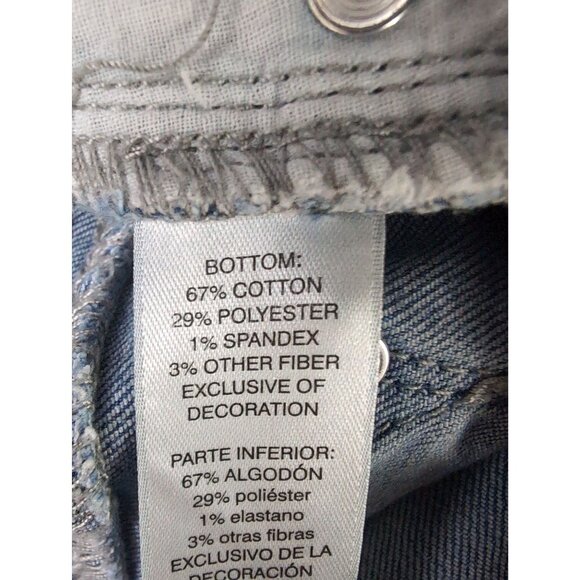 BOTTOM:
67% COTTON
29% POLYESTER
1% SPANDEX
3% OTHER FIBER
EXCLUSIVE OF
DECORATION
PARTE INFERIOR:
67% ALGODÓN
29% poliéster
1% elastano
3% otras fibras
EXCLUSIVO DE LA
DECORACIÓN